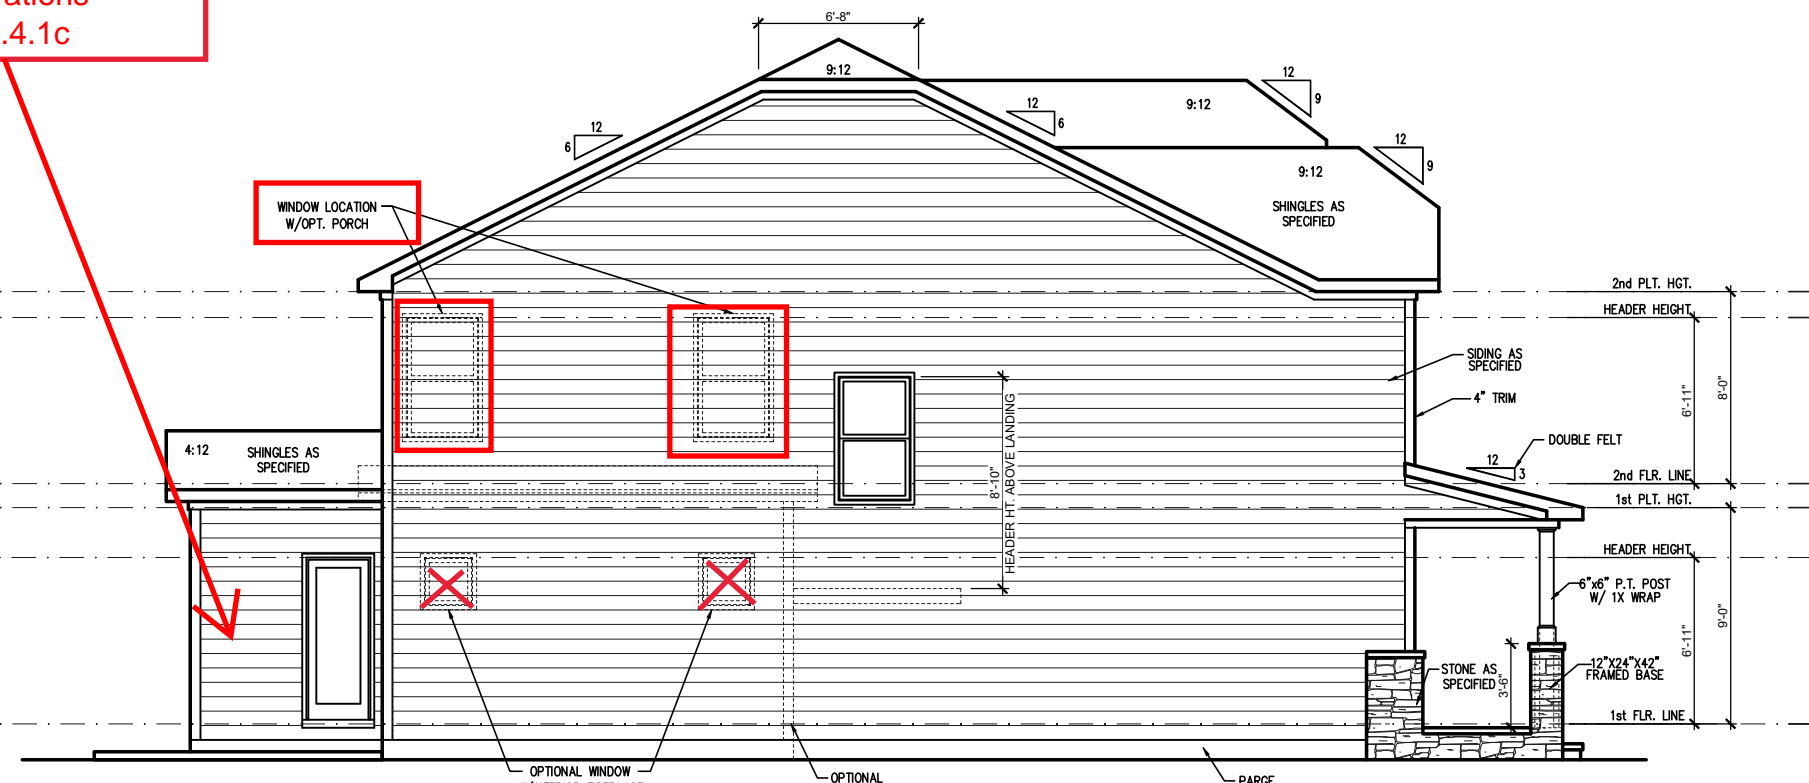 ations
.4.1c
6'-8"
9:12
12
6
12
6
9:12
12
9
12
9
9:12
SHINGLES AS
SPECIFIED
WINDOW LOCATION
W/OPT. PORCH
2nd PLT. HGT.
HEADER HEIGHT
SIDING AS
SPECIFIED
4" TRIM
6'-11"
8'-0"
DOUBLE FELT
12
3
4:12
SHINGLES AS
SPECIFIED
8'-10"
HEADER HT. ABOVE LANDING
2nd FLR. LINE
1st PLT. HGT.
HEADER HEIGHT
6"x6" P.T. POST
W/ 1X WRAP
6'-11"
9'-0"
STONE AS
SPECIFIED
3'-6"
12"X24"X42"
FRAMED BASE
1st FLR. LINE
OPTIONAL WINDOW
OPTIONAL
PARGE